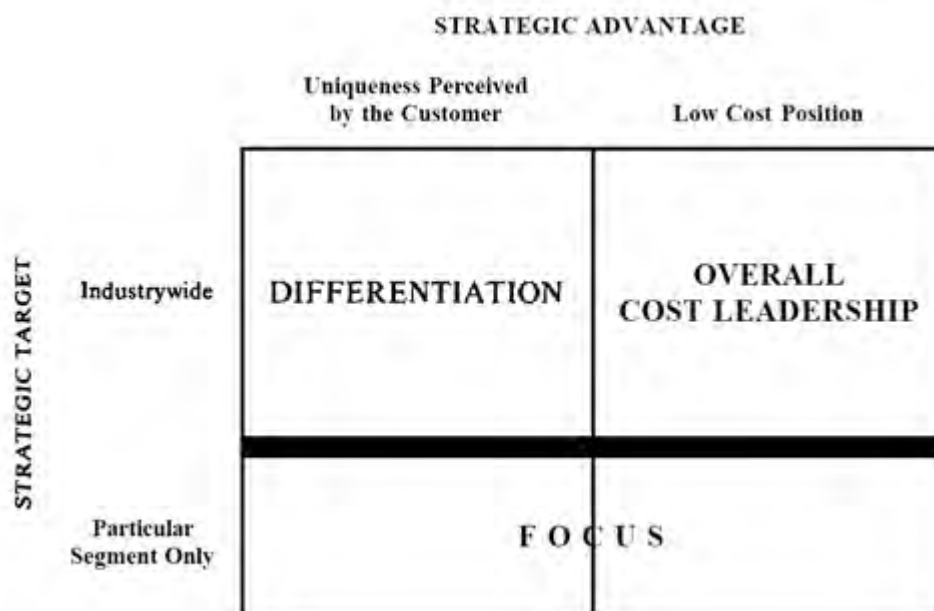 STRATEGIC ADVANTAGE
Uniqueness Perceived
by the Customer
Low Cost Position
STRATEGIC TARGET
Industrywide
DIFFERENTIATION
OVERALL
COST LEADERSHIP
Particular
Segment Only
FOCUS